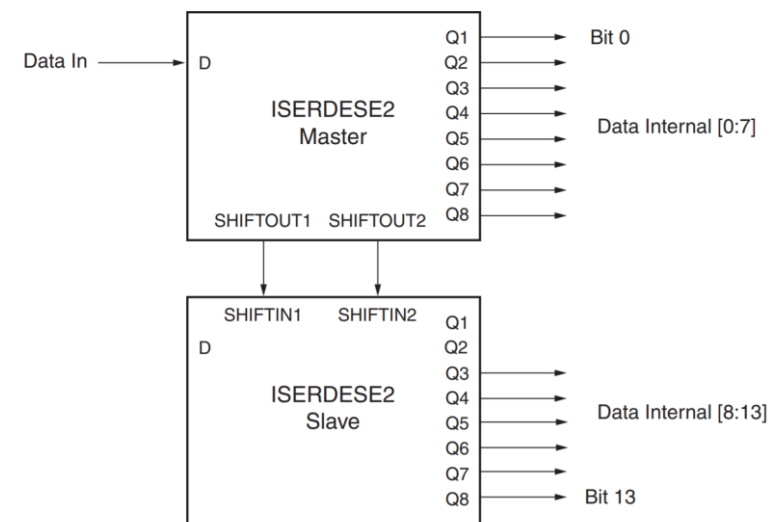 Data In
D
ISERDESE2
Master
SHIFTOUT1 SHIFTOUT2
Q1
Q2
Q3
Q4
Q5
Q6
Q7
Q8
Bit 0
Data Internal [0:7]
SHIFTIN1 SHIFTIN2
D
ISERDESE2
Slave
Q1
Q2
Q3
Q4
Q5
Q6
Q7
Q8
Data Internal [8:13]
Bit 13